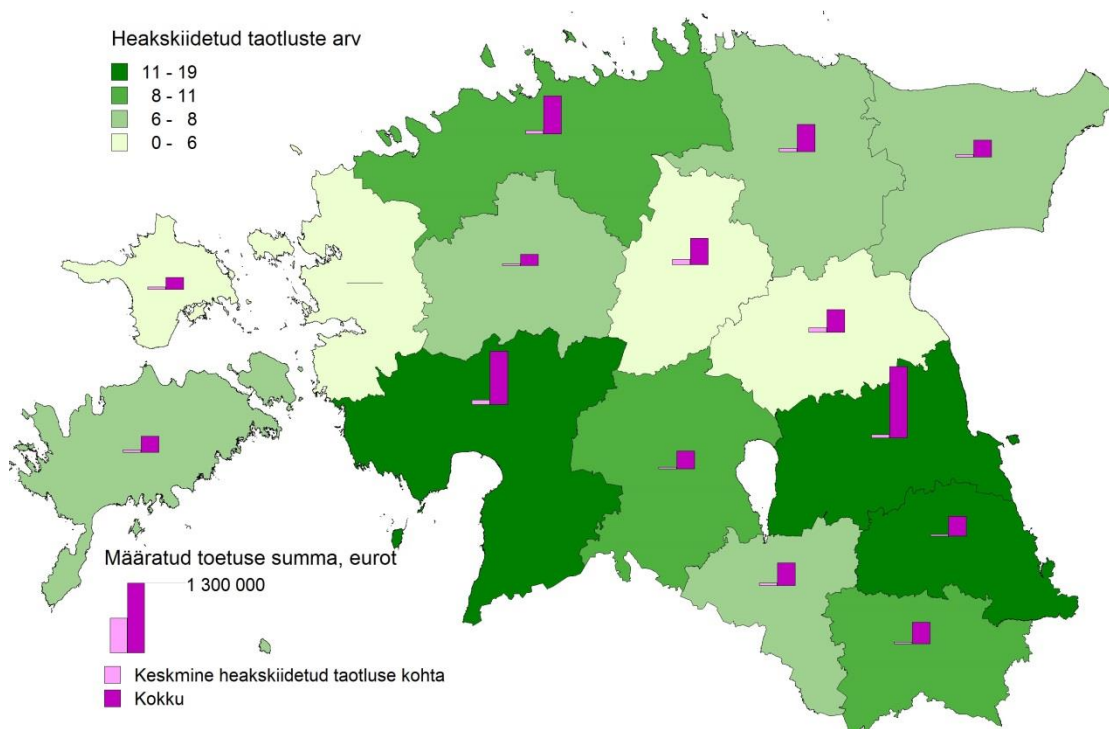 Heakskiidetud taotluste arv
11 - 19
8 - 11
6 - 8
0 - 6
Määratud toetuse summa, eurot
1 300 000
Keskmine heakskiidetud taotluse kohta
Kokku